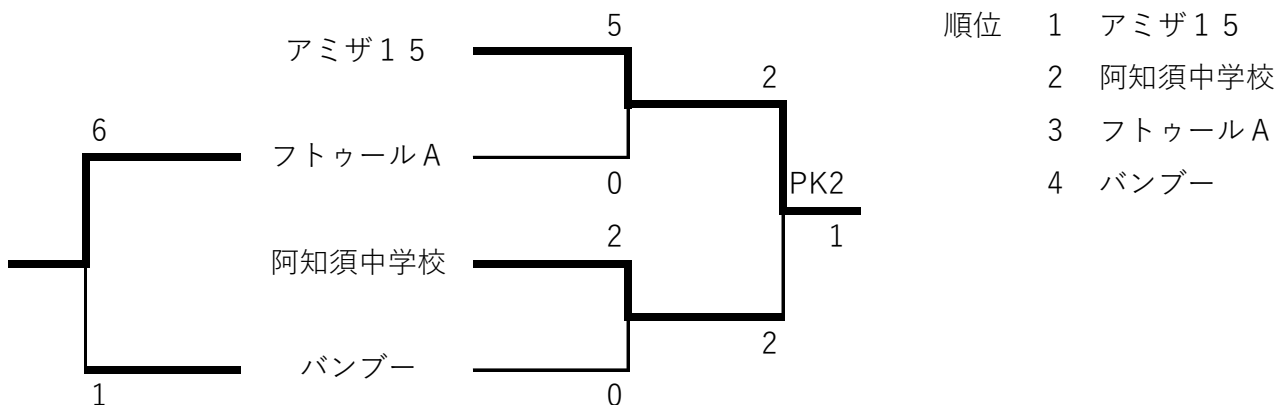 5
順位 1 アミザ１５
アミザ１５
2
2 阿知須中学校
6
3 フトゥールA
フトゥールA
0
PK2
4 バンブー
2
1
阿知須中学校
2
バンブー
1
0